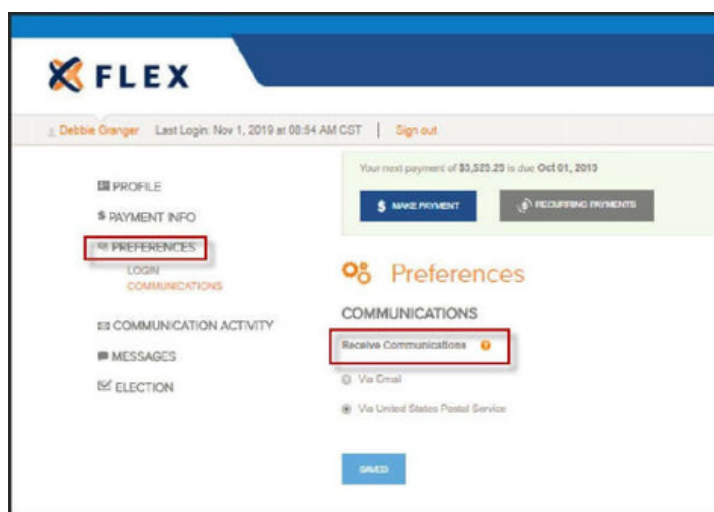 FLEX
Debbie Granger Last Login: Nov 1, 2019 at 08:54 AM CST | Sign out
Your next payment of $3,525.23 is due Oct 01, 2019
$ MAKE PAYMENT
RECURRING PAYMENTS
PROFILE
$ PAYMENT INFO
PREFERENCES
LOGIN
COMMUNICATIONS
COMMUNICATION ACTIVITY
MESSAGES
ELECTION
Preferences
COMMUNICATIONS
Receive Communications ?
Via Email
Via United States Postal Service
SAVED